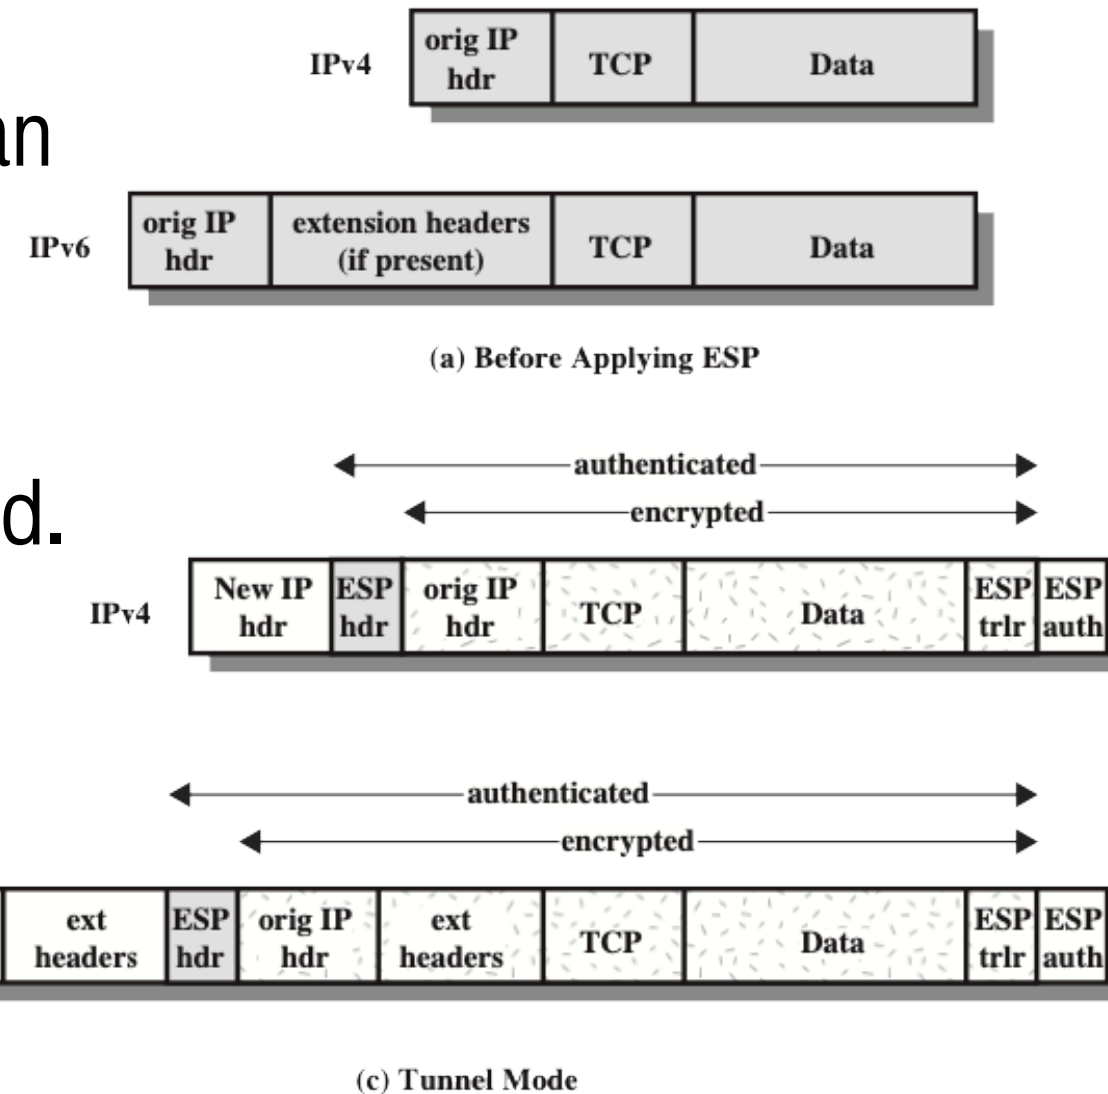 orig IP
hdr
IPv4
TCP
Data
an
IPv6
orig IP
hdr
extension headers
(if present)
TCP
Data
(a) Before Applying ESP
authenticated
encrypted
d.
IPv4
New IP
hdr
ESP
hdr
orig IP
hdr
TCP
Data
ESP
trlr
ESP
auth
authenticated
encrypted
ext
headers
ESP
hdr
orig IP
hdr
ext
headers
TCP
Data
ESP
trlr
ESP
auth
(c) Tunnel Mode